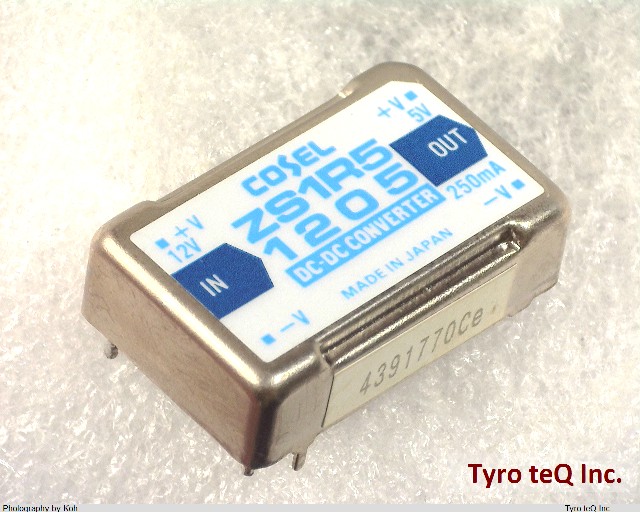 +V
5V
OUT
250mA
−V
COSEL
ZS1R5
1205
DC-DC CONVERTER
MADE IN JAPAN
+V
12V
IN
−V
4391770Ce
Tyro teQ Inc.
Photography by Koh
Tyro teQ Inc.